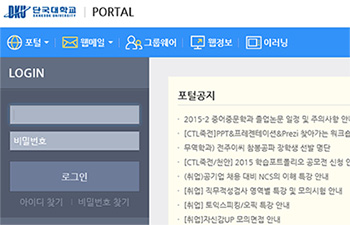 DKU 단국대학교 DANKOOK UNIVERSITY PORTAL
포털 웹메일 그룹웨어 웹정보 이러닝
LOGIN
비밀번호
로그인
아이디 찾기 비밀번호 찾기
포털공지
2015-2 중어중문학과 졸업논문 일정 및 주의사항 안내
[CTL죽전]PPT&프레젠테이션&Prezi 찾아가는 워크숍
무역학과) 전주이씨 참봉공파 장학생 선발 명단
[CTL죽전/천안] 2015 학습포트폴리오 공모전 신청 안
(취업)공기업 채용 대비 NCS의 이해 특강 안내
[취업] 직무적성검사 영역별 특강 및 모의시험 안내
[취업] 토익스피킹/오픽 특강 안내
[취업]자신감UP 모의면접 안내